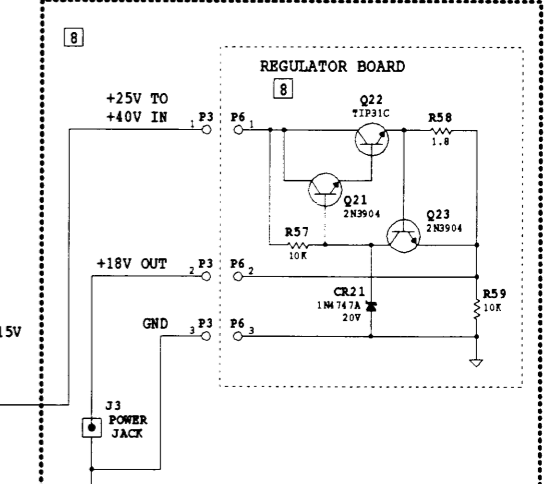 8
REGULATOR BOARD
8
+25V TO
+40V IN
1 P3
P6 1
Q22
TIP31C
R58
1.8
Q21
2N3904
Q23
2N3904
R57
10K
+18V OUT
2 P3
P6 2
CR21
1N4747A
20V
R59
10K
GND
3 P3
P6 3
15V
J3
POWER
JACK